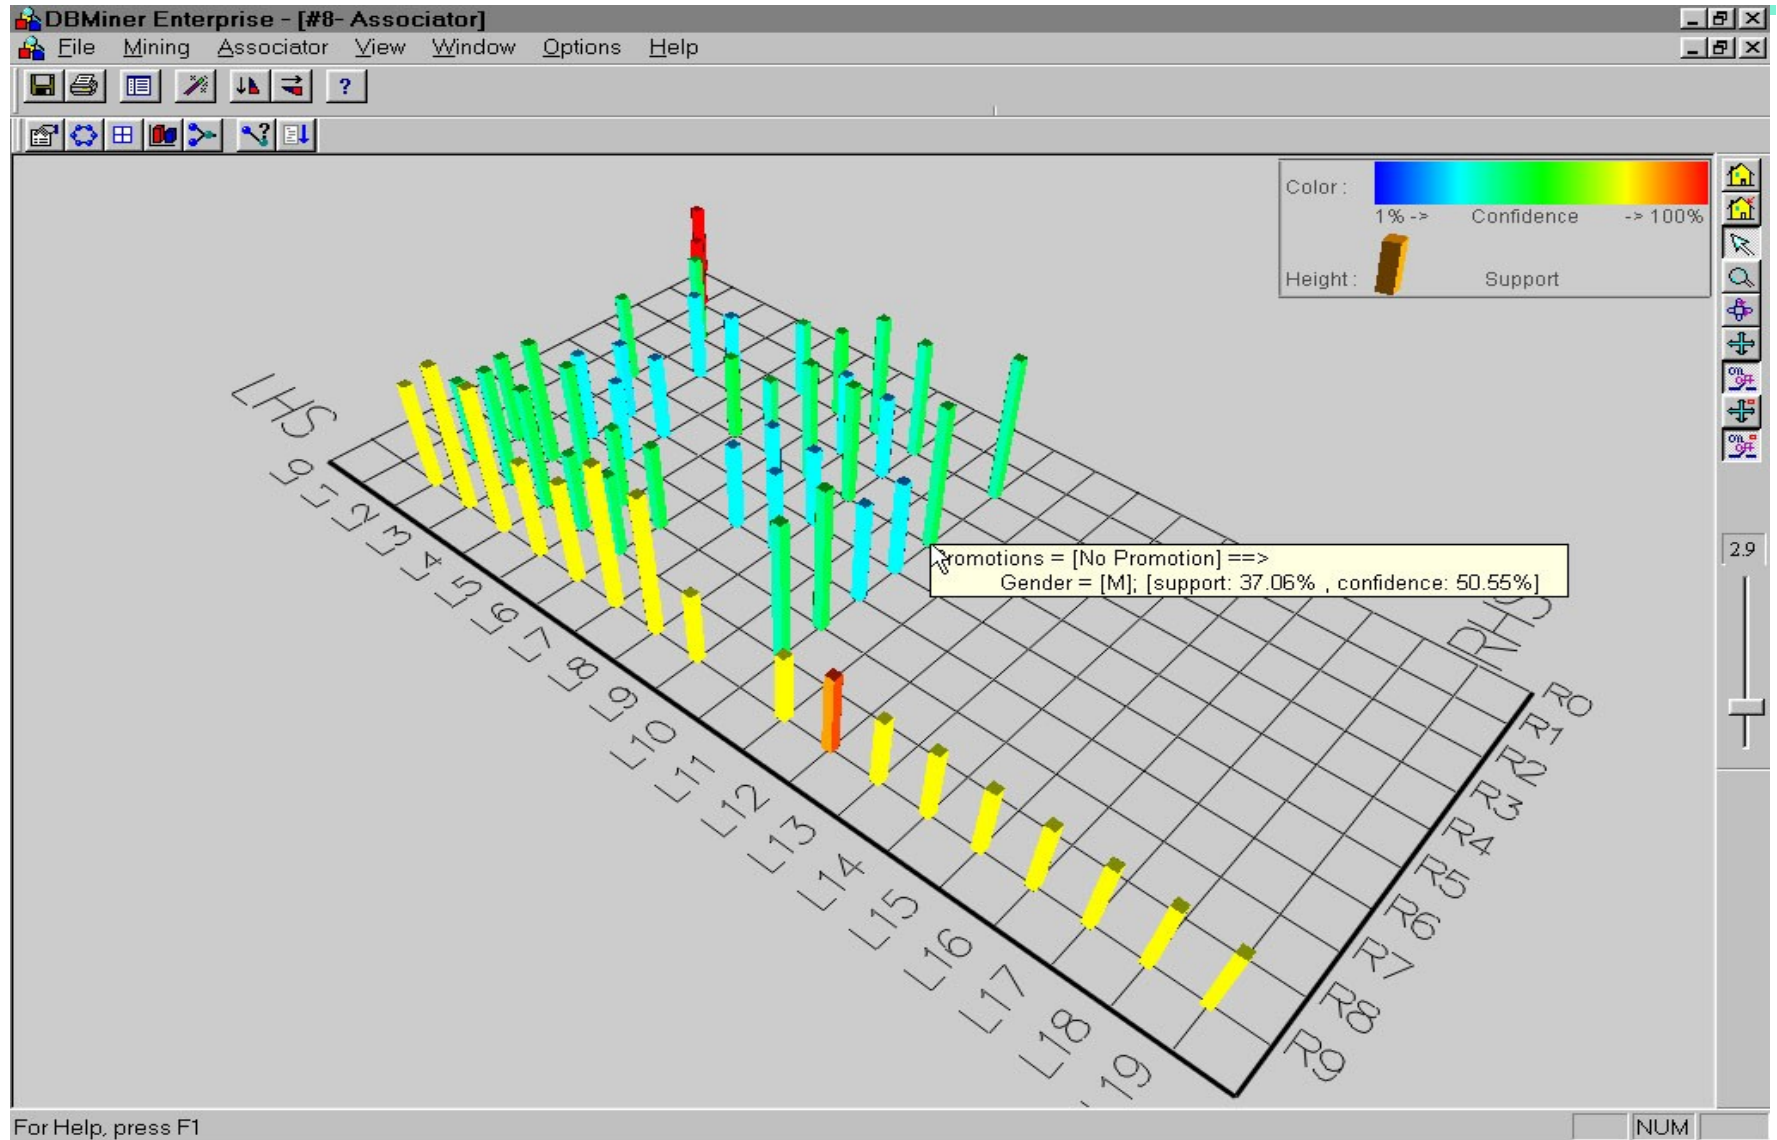 DBMiner Enterprise - [#8- Associator]
File Mining Associator View Window Options Help
Color :
1% -> Confidence -> 100%
Height : Support
LHS
L0
L1
L2
L3
L4
L5
L6
L7
L8
L9
L10
L11
L12
L13
L14
L15
L16
L17
L18
L19
2.9
romotions = [No Promotion] ==>
Gender = [M]; [support: 37.06% , confidence: 50.55%]
RHS
R0
R1
R2
R3
R4
R5
R6
R7
R8
R9
For Help, press F1
NUM